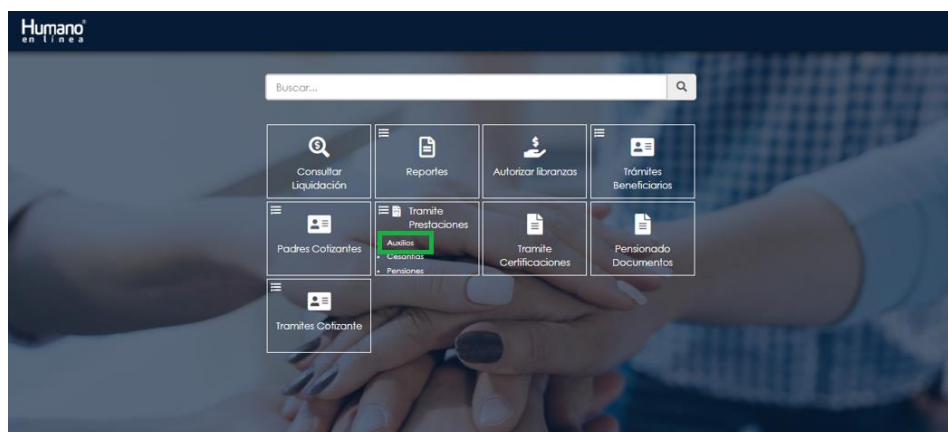 Humano®
en línea
Buscar...
Consultar
Liquidación
Reportes
Autorizar libranzas
Trámites
Beneficiarios
Padres Cotizantes
Tramite
Prestaciones
Auxilios
Cesantías
Pensiones
Tramite
Certificaciones
Pensionado
Documentos
Tramites Cotizante